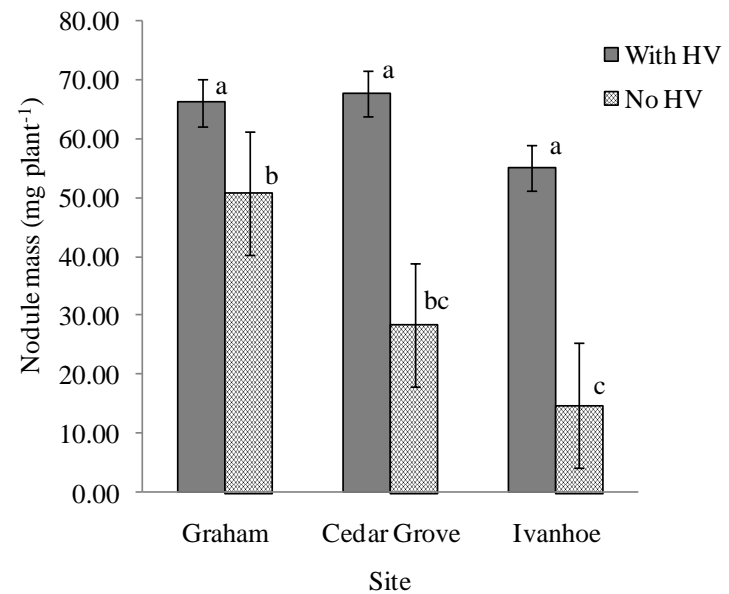 80.00
70.00
60.00
50.00
40.00
30.00
20.00
10.00
0.00
Nodule mass (mg plant⁻¹)
With HV
No HV
a
b
a
bc
a
c
Graham Cedar Grove Ivanhoe
Site